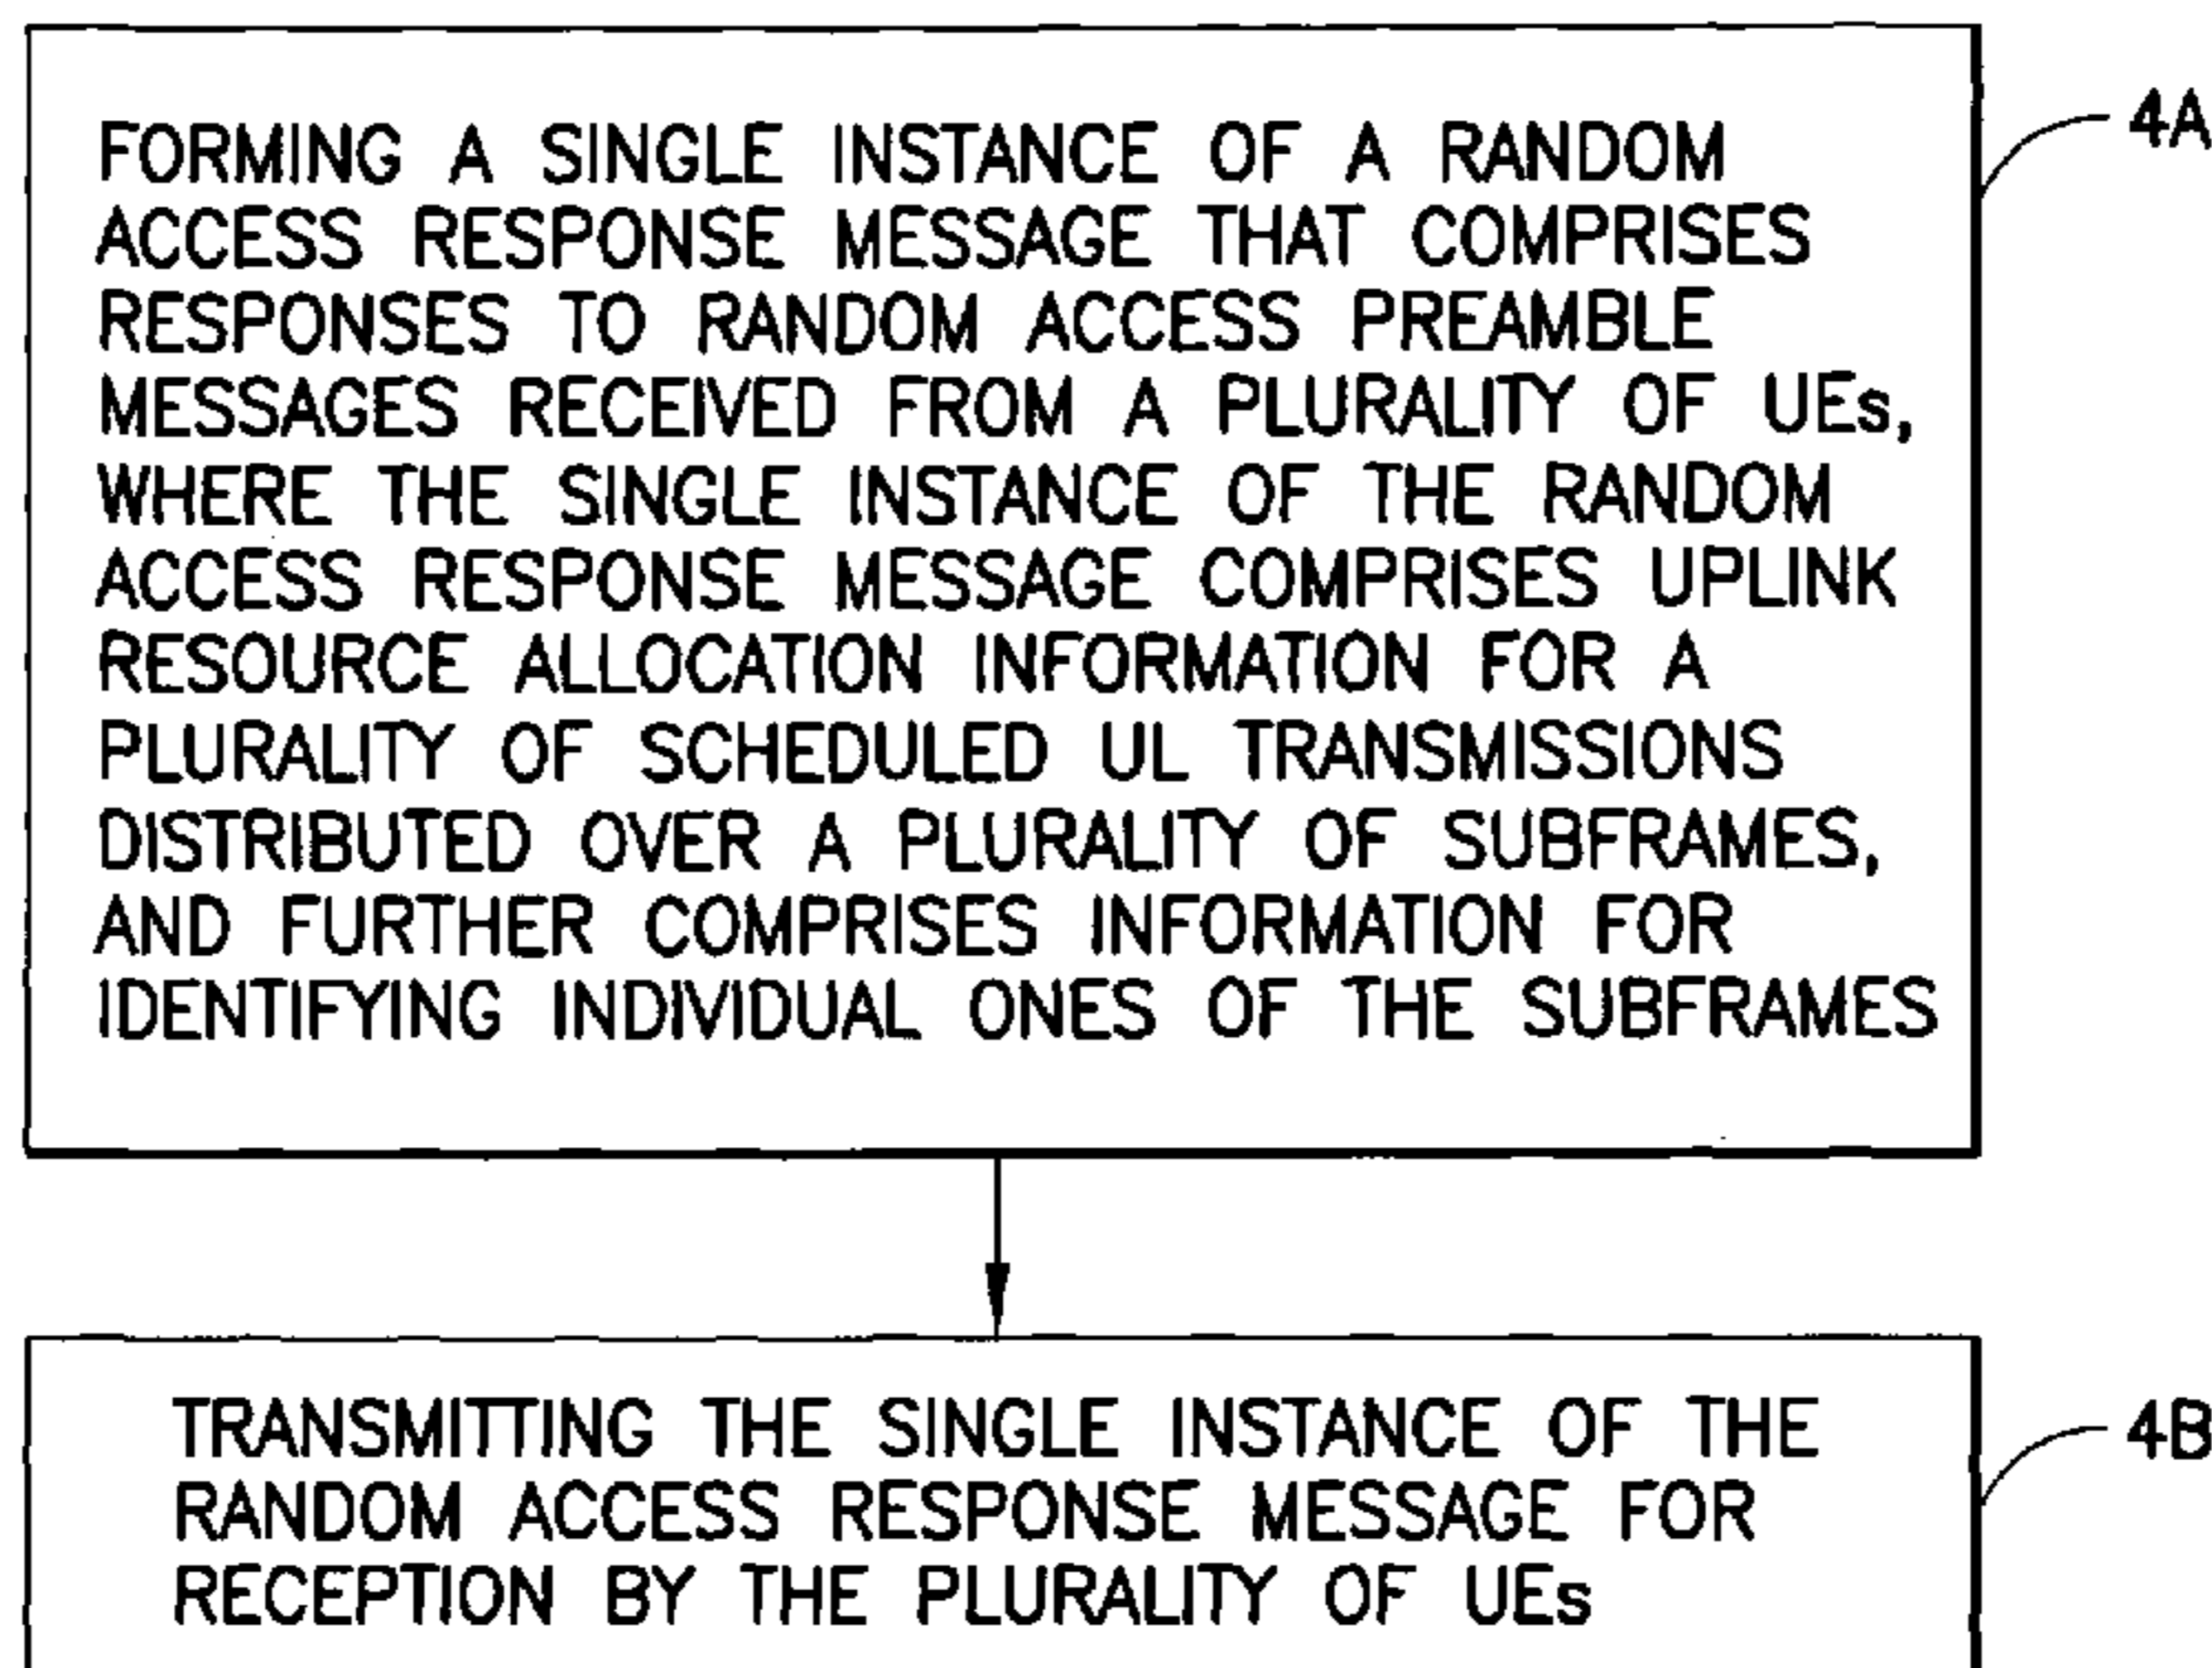 FORMING A SINGLE INSTANCE OF A RANDOM
ACCESS RESPONSE MESSAGE THAT COMPRISES
RESPONSES TO RANDOM ACCESS PREAMBLE
MESSAGES RECEIVED FROM A PLURALITY OF UEs,
WHERE THE SINGLE INSTANCE OF THE RANDOM
ACCESS RESPONSE MESSAGE COMPRISES UPLINK
RESOURCE ALLOCATION INFORMATION FOR A
PLURALITY OF SCHEDULED UL TRANSMISSIONS
DISTRIBUTED OVER A PLURALITY OF SUBFRAMES,
AND FURTHER COMPRISES INFORMATION FOR
IDENTIFYING INDIVIDUAL ONES OF THE SUBFRAMES
4A
TRANSMITTING THE SINGLE INSTANCE OF THE
RANDOM ACCESS RESPONSE MESSAGE FOR
RECEPTION BY THE PLURALITY OF UEs
4B